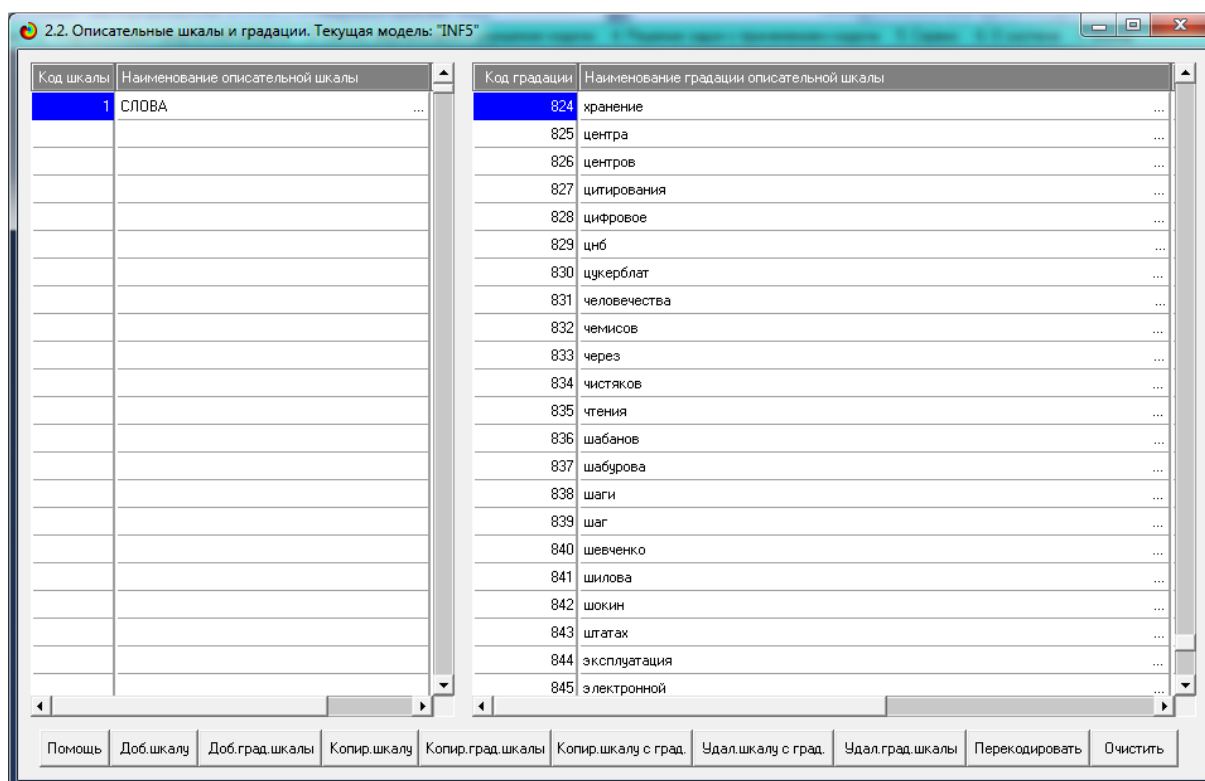 2.2. Описательные шкалы и градации. Текущая модель: "INF5"
Код шкалы Наименование описательной шкалы
1 СЛОВА ...
Код градации Наименование градации описательной шкалы
824 хранение ...
825 центра ...
826 центров ...
827 цитирования ...
828 цифровое ...
829 цнб ...
830 цукерблат ...
831 человечества ...
832 чемисов ...
833 через ...
834 чистяков ...
835 чтения ...
836 шабанов ...
837 шабурова ...
838 шаги ...
839 шаг ...
840 шевченко ...
841 шилова ...
842 шокин ...
843 штатах ...
844 эксплуатация ...
845 электронной ...
Помощь Доб.шкалу Доб.град.шкалы Копир.шкалу Копир.град.шкалы Копир.шкалу с град. Удал.шкалу с град. Удал.град.шкалы Перекодировать Очистить